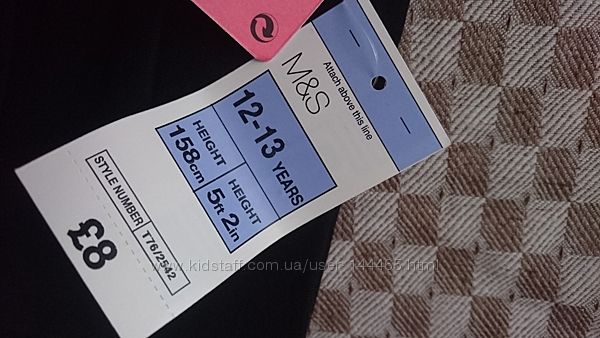 Attach above this line
M&S
12-13 YEARS
HEIGHT
158cm
HEIGHT
5ft 2in
STYLE NUMBER
T76/2542
£8
www.kidstaff.com.ua/user-144465.html